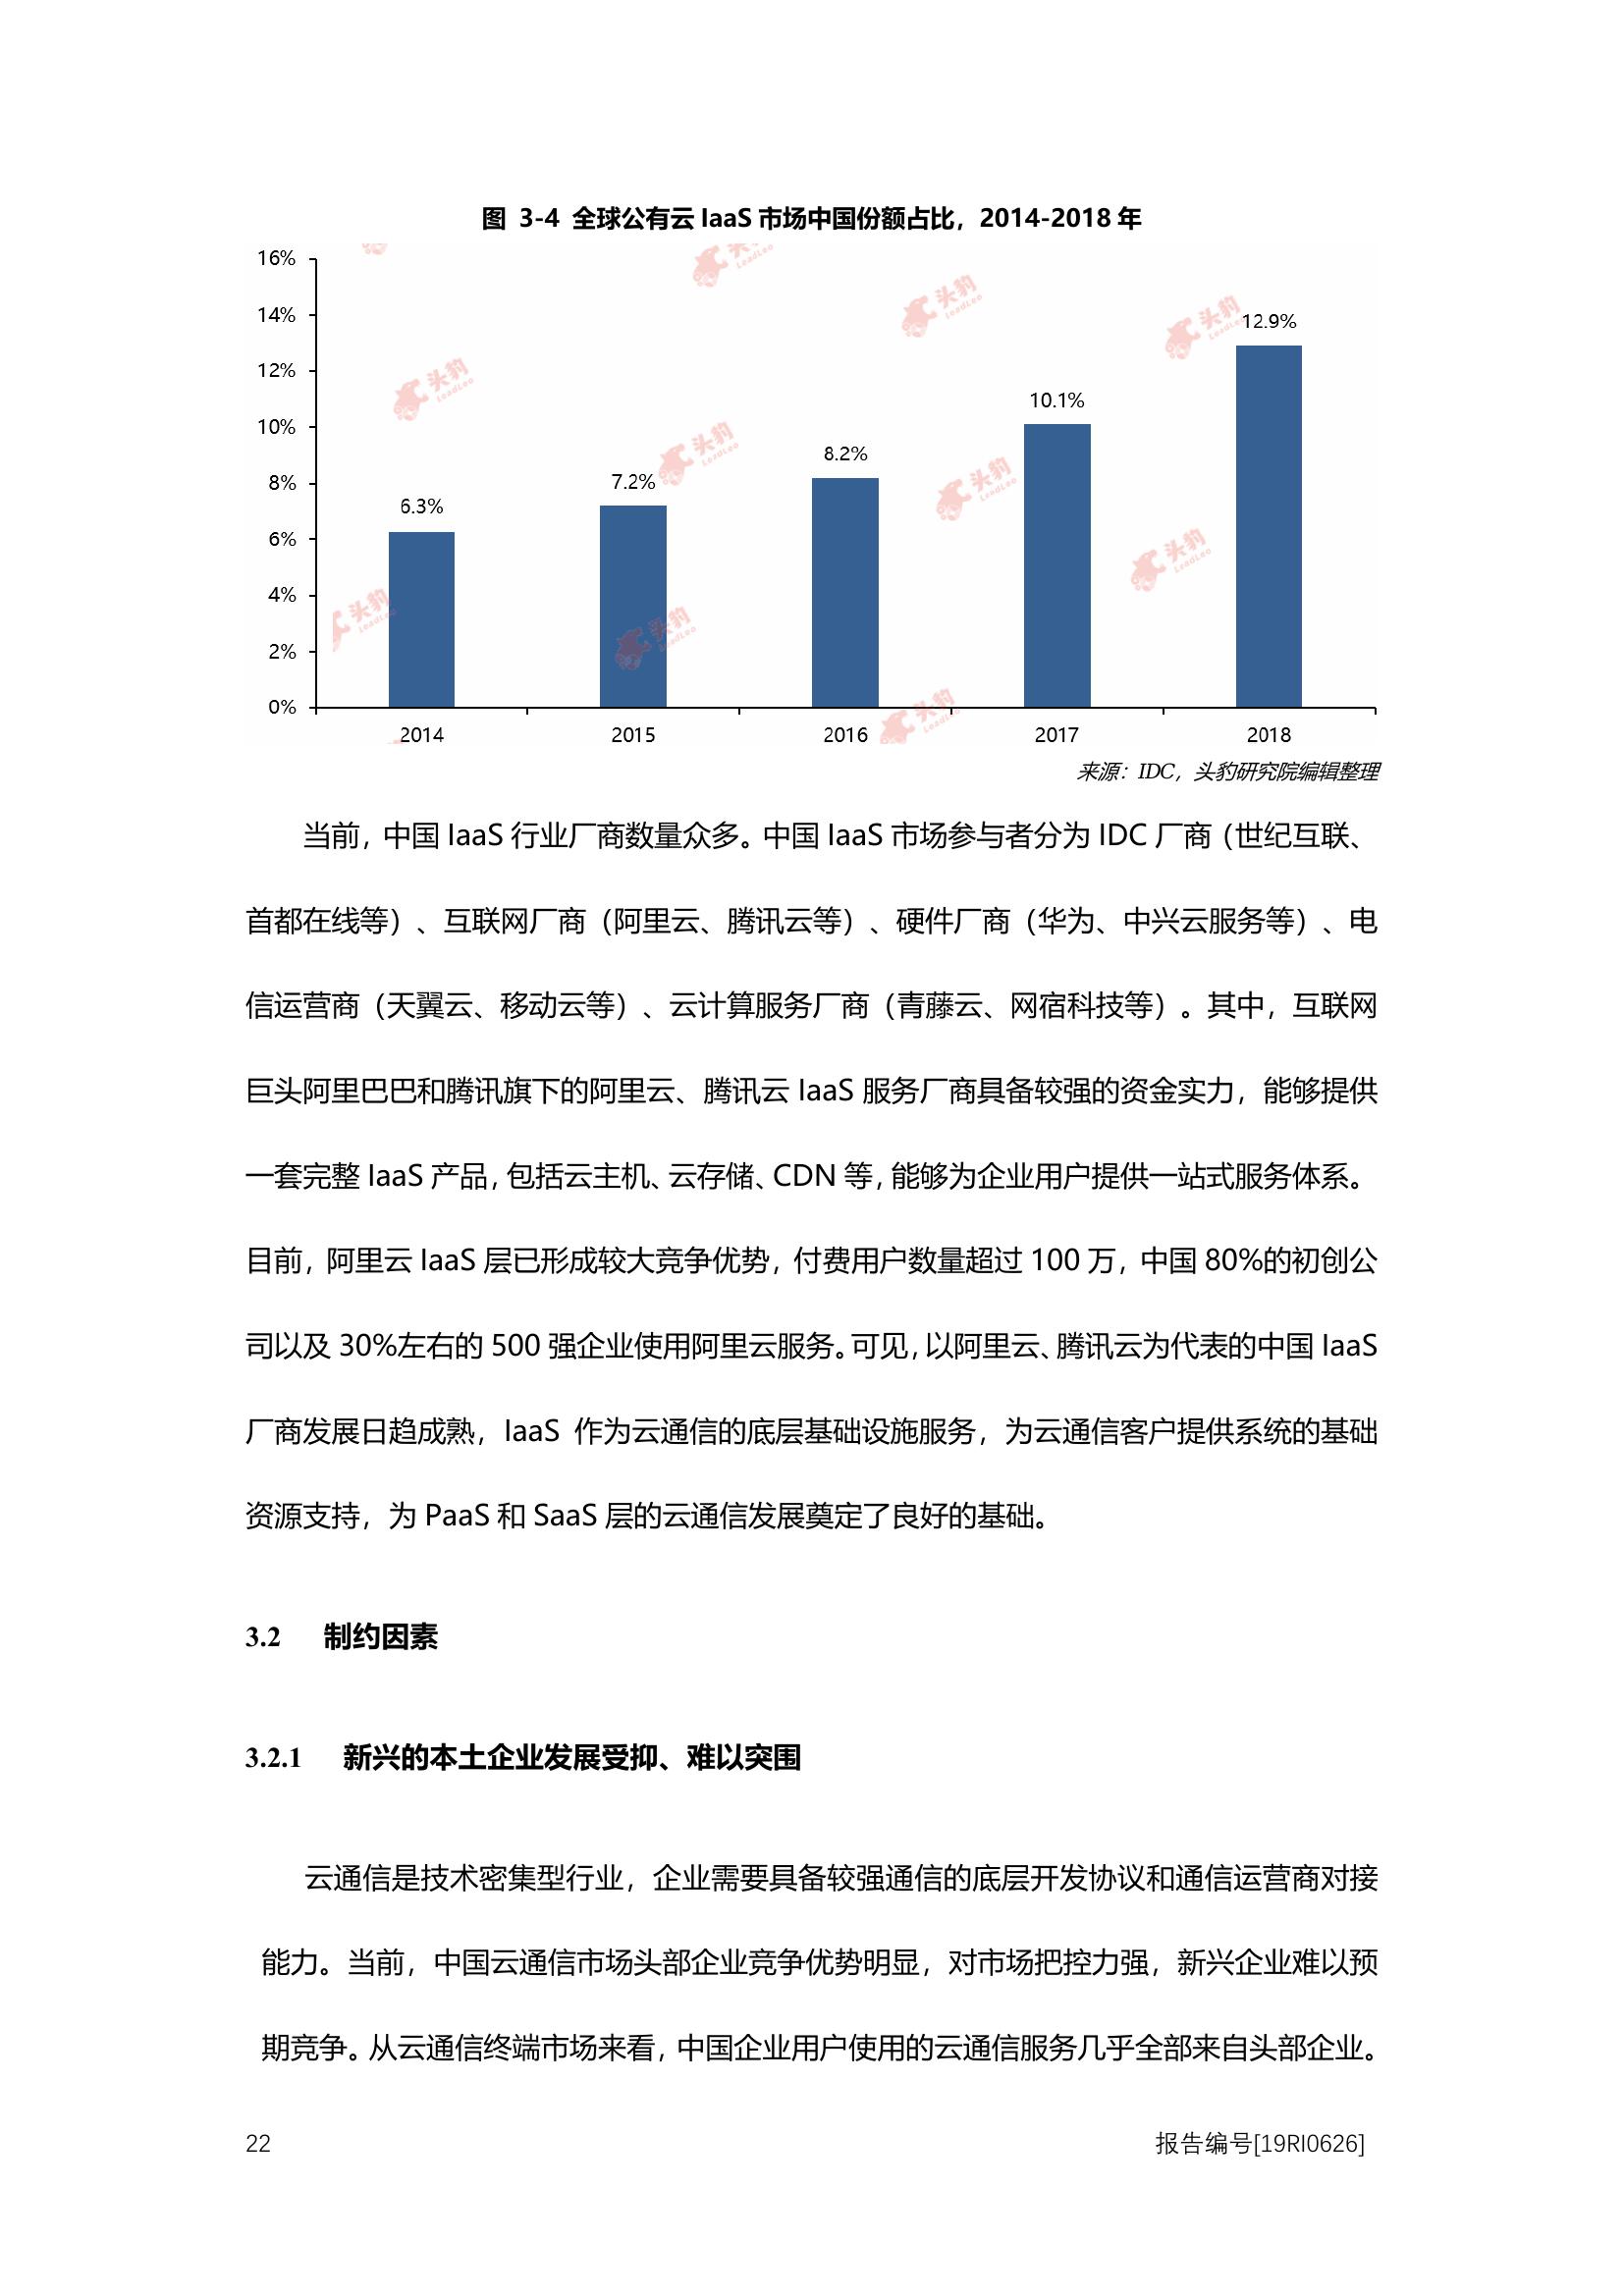 图 3-4 全球公有云 IaaS 市场中国份额占比，2014-2018 年
16%
14%
12%
10%
8%
6%
4%
2%
0%
6.3%
7.2%
8.2%
10.1%
12.9%
2014
2015
2016
2017
2018
头豹
LeadLeo
来源：IDC，头豹研究院编辑整理
当前，中国 IaaS 行业厂商数量众多。中国 IaaS 市场参与者分为 IDC 厂商（世纪互联、
首都在线等）、互联网厂商（阿里云、腾讯云等）、硬件厂商（华为、中兴云服务等）、电
信运营商（天翼云、移动云等）、云计算服务厂商（青藤云、网宿科技等）。其中，互联网
巨头阿里巴巴和腾讯旗下的阿里云、腾讯云 IaaS 服务厂商具备较强的资金实力，能够提供
一套完整 IaaS 产品，包括云主机、云存储、CDN 等，能够为企业用户提供一站式服务体系。
目前，阿里云 IaaS 层已形成较大竞争优势，付费用户数量超过 100 万，中国 80%的初创公
司以及 30%左右的 500 强企业使用阿里云服务。可见，以阿里云、腾讯云为代表的中国 IaaS
厂商发展日趋成熟，IaaS 作为云通信的底层基础设施服务，为云通信客户提供系统的基础
资源支持，为 PaaS 和 SaaS 层的云通信发展奠定了良好的基础。
3.2 制约因素
3.2.1 新兴的本土企业发展受抑、难以突围
云通信是技术密集型行业，企业需要具备较强通信的底层开发协议和通信运营商对接
能力。当前，中国云通信市场头部企业竞争优势明显，对市场把控力强，新兴企业难以预
期竞争。从云通信终端市场来看，中国企业用户使用的云通信服务几乎全部来自头部企业。
22
报告编号[19RI0626]